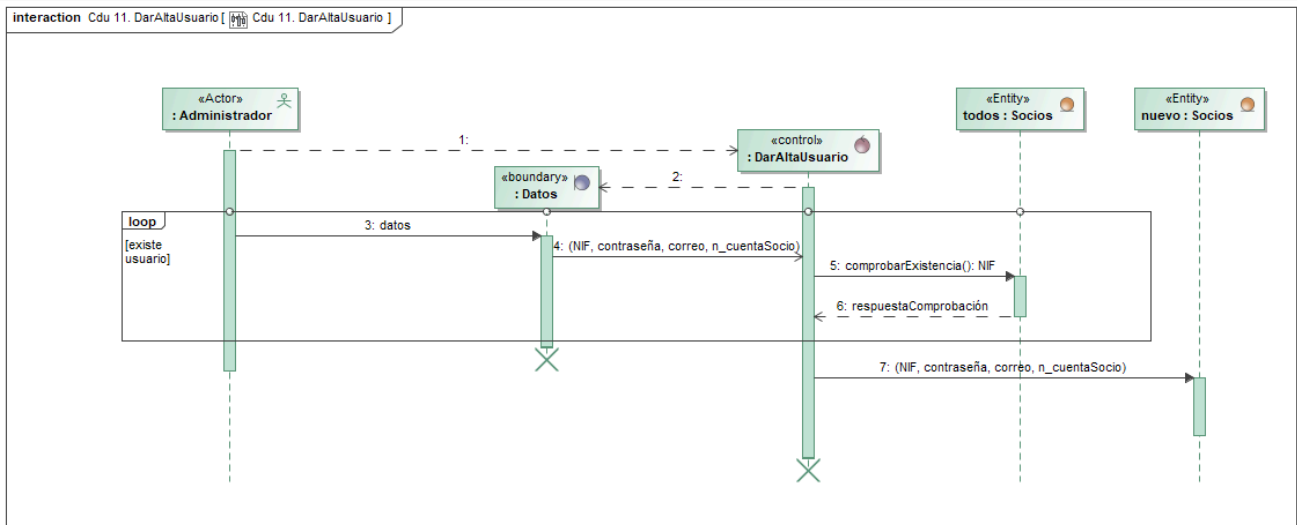 interaction Cdu 11. DarAltaUsuario [ Cdu 11. DarAltaUsuario ]
«Actor»
: Administrador
«Entity»
todos : Socios
«Entity»
nuevo : Socios
1:
«control»
: DarAltaUsuario
«boundary»
: Datos
2:
loop
[existe
usuario]
3: datos
4: (NIF, contraseña, correo, n_cuentaSocio)
5: comprobarExistencia(): NIF
6: respuestaComprobación
7: (NIF, contraseña, correo, n_cuentaSocio)